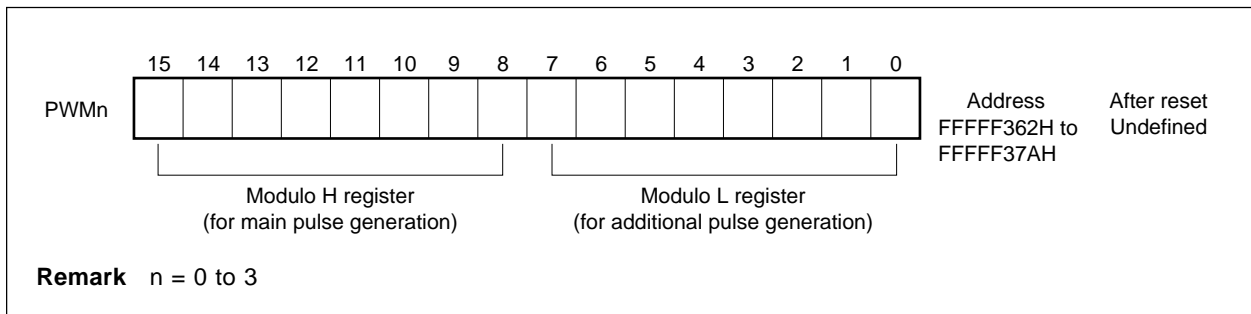 15 14 13 12 11 10 9 8 7 6 5 4 3 2 1 0
PWMn
Address After reset
FFFFF362H to Undefined
FFFFF37AH
Modulo H register Modulo L register
(for main pulse generation) (for additional pulse generation)
Remark n = 0 to 3